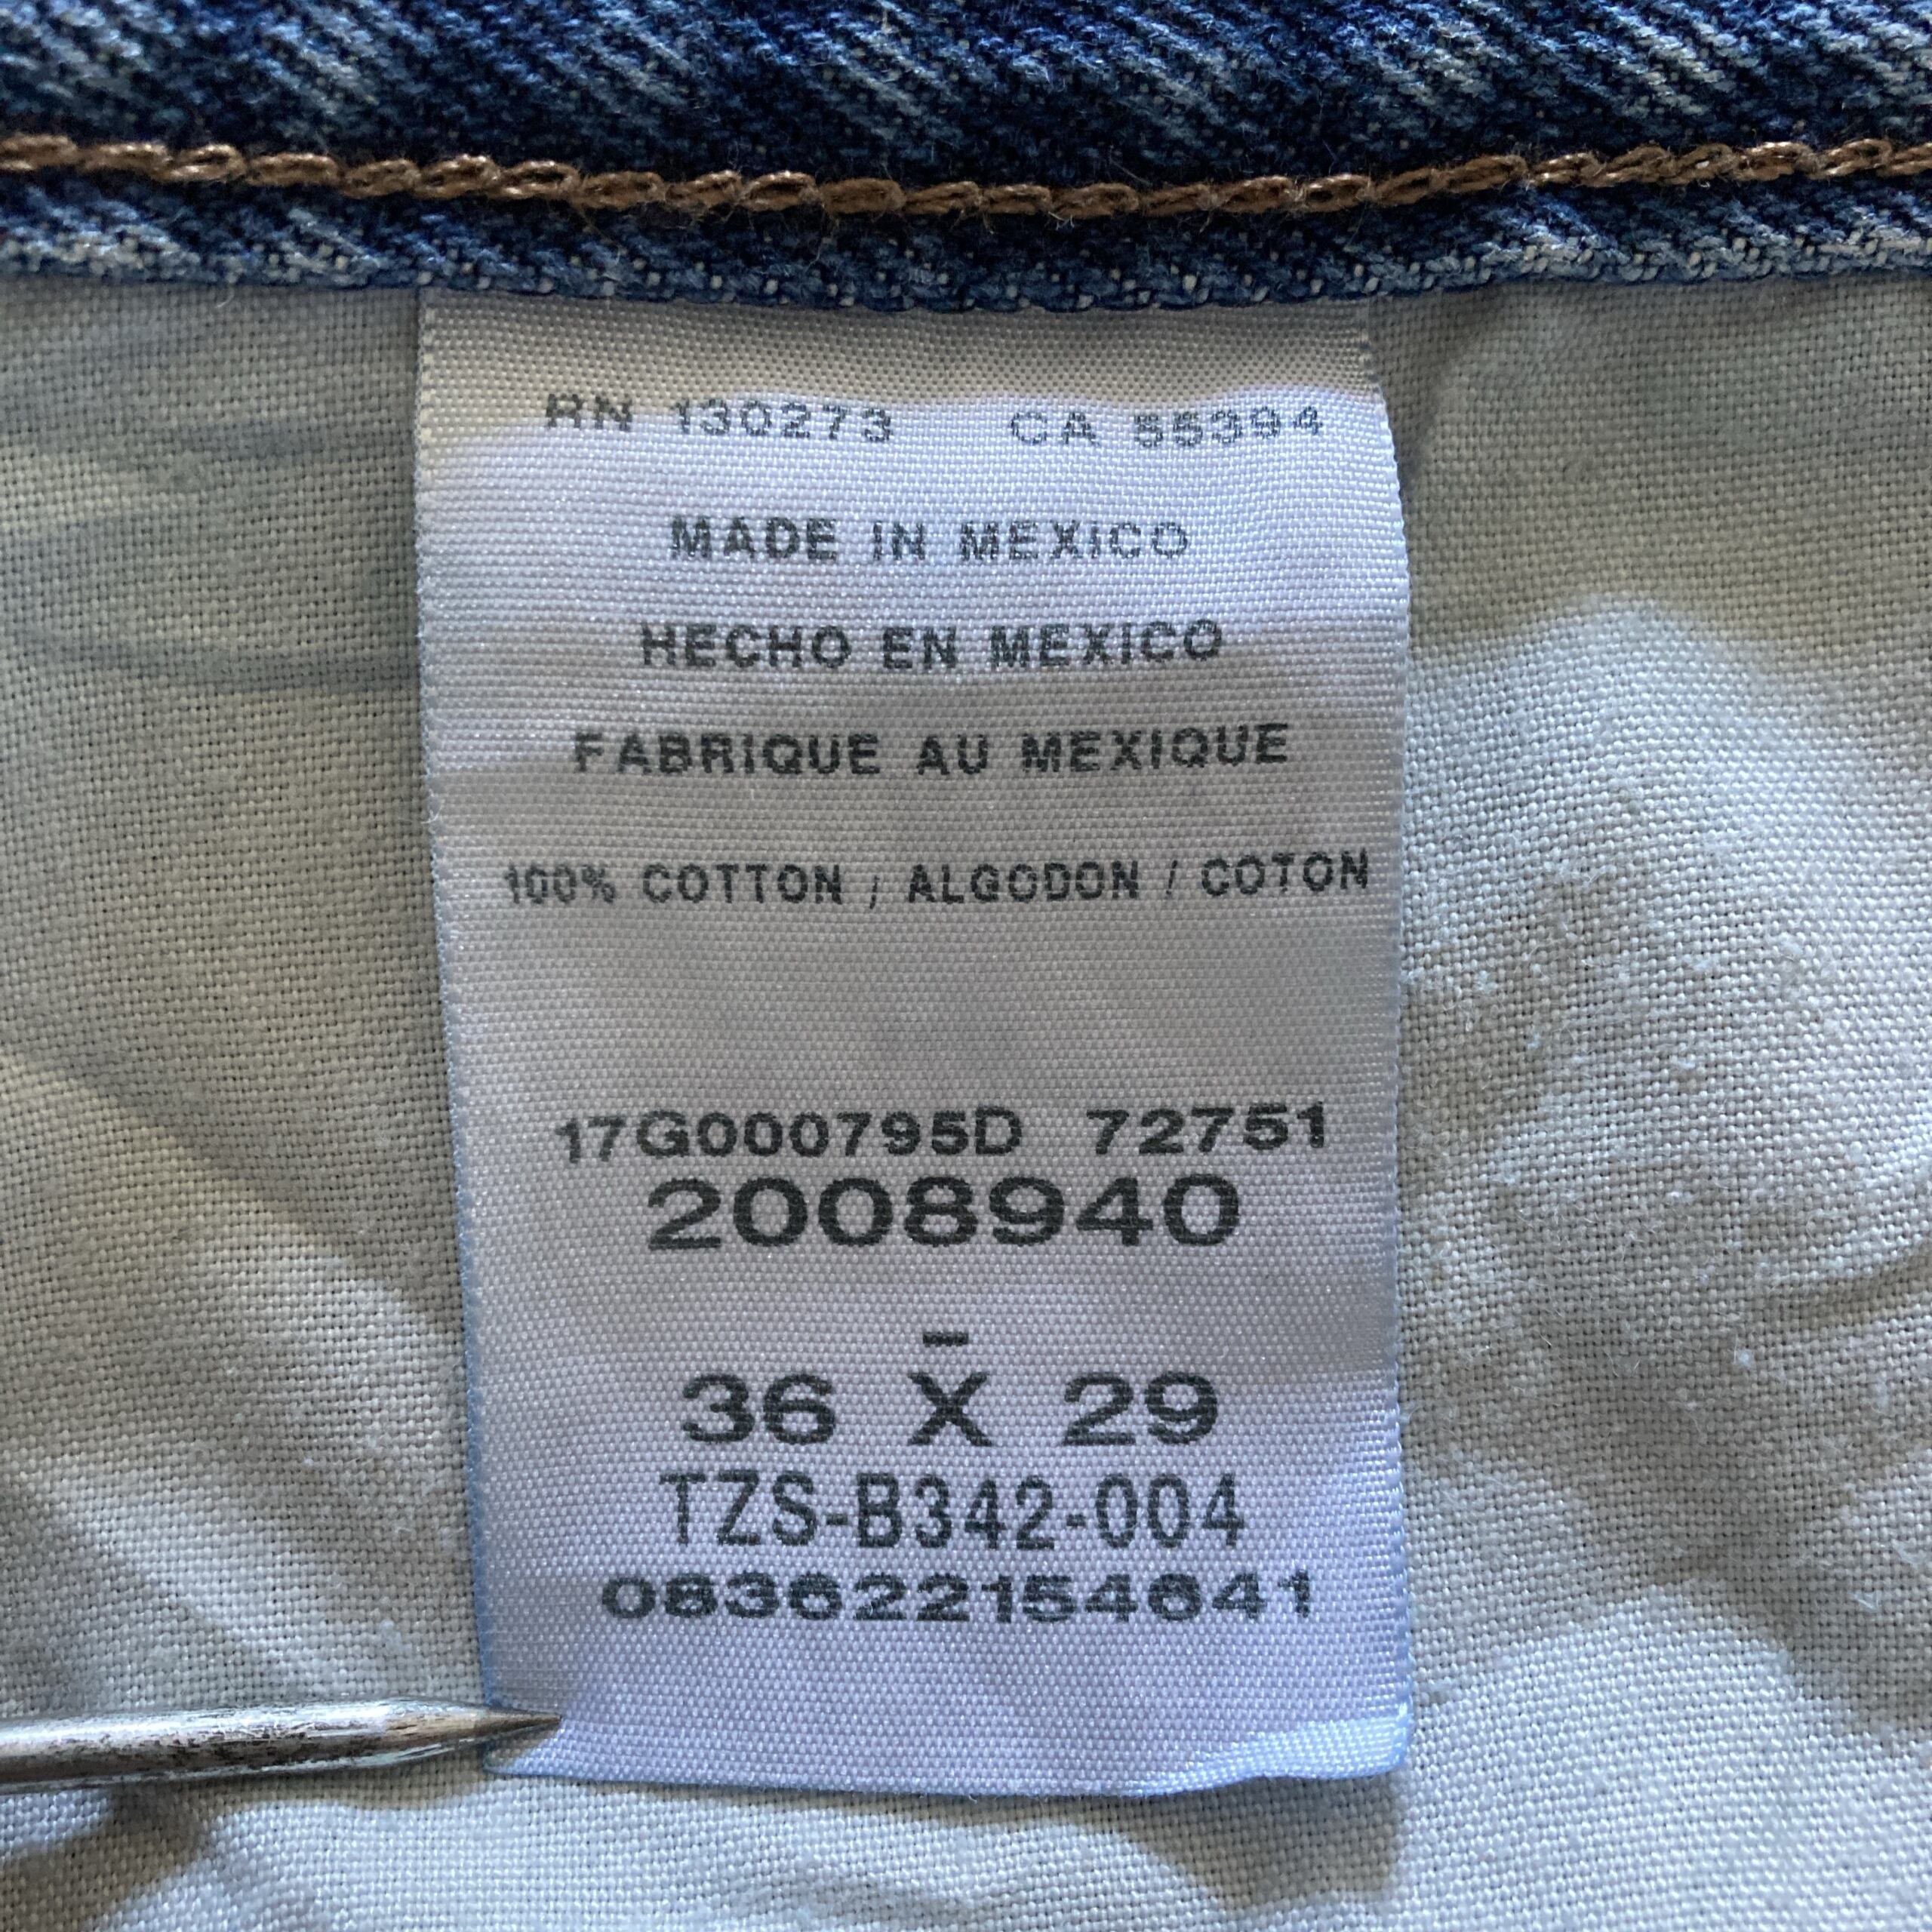 RN 130273 CA 55394
MADE IN MEXICO
HECHO EN MEXICO
FABRIQUE AU MEXIQUE
100% COTTON / ALGODON / COTON
17G000795D 72751
2008940
-
36 X 29
TZS-B342-004
083622154641